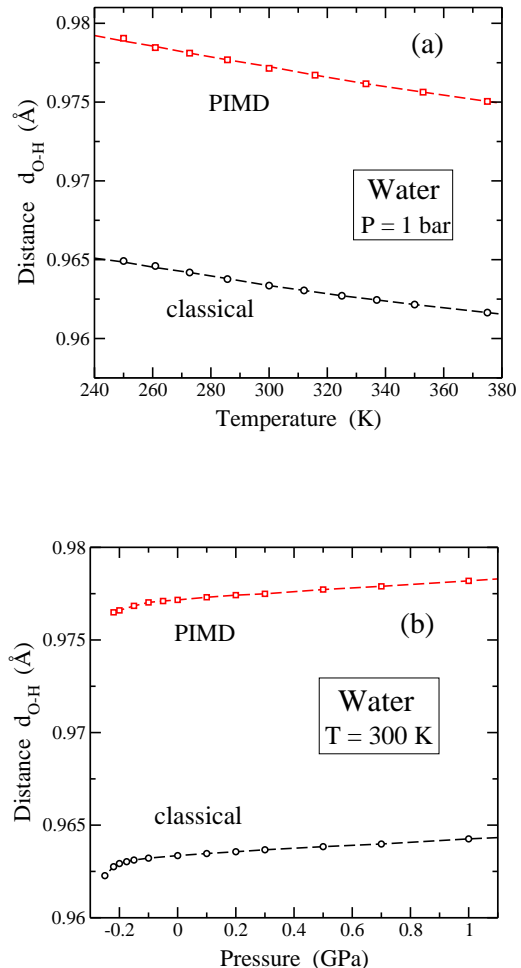 0.98
(a)
PIMD
0.975
Distance d_{O-H} (Å)
0.97
Water
P = 1 bar
0.965
classical
0.96
240 260 280 300 320 340 360 380
Temperature (K)
0.98
0.975
PIMD
(b)
Distance d_{O-H} (Å)
0.97
Water
T = 300 K
0.965
classical
0.96
-0.2 0 0.2 0.4 0.6 0.8 1
Pressure (GPa)